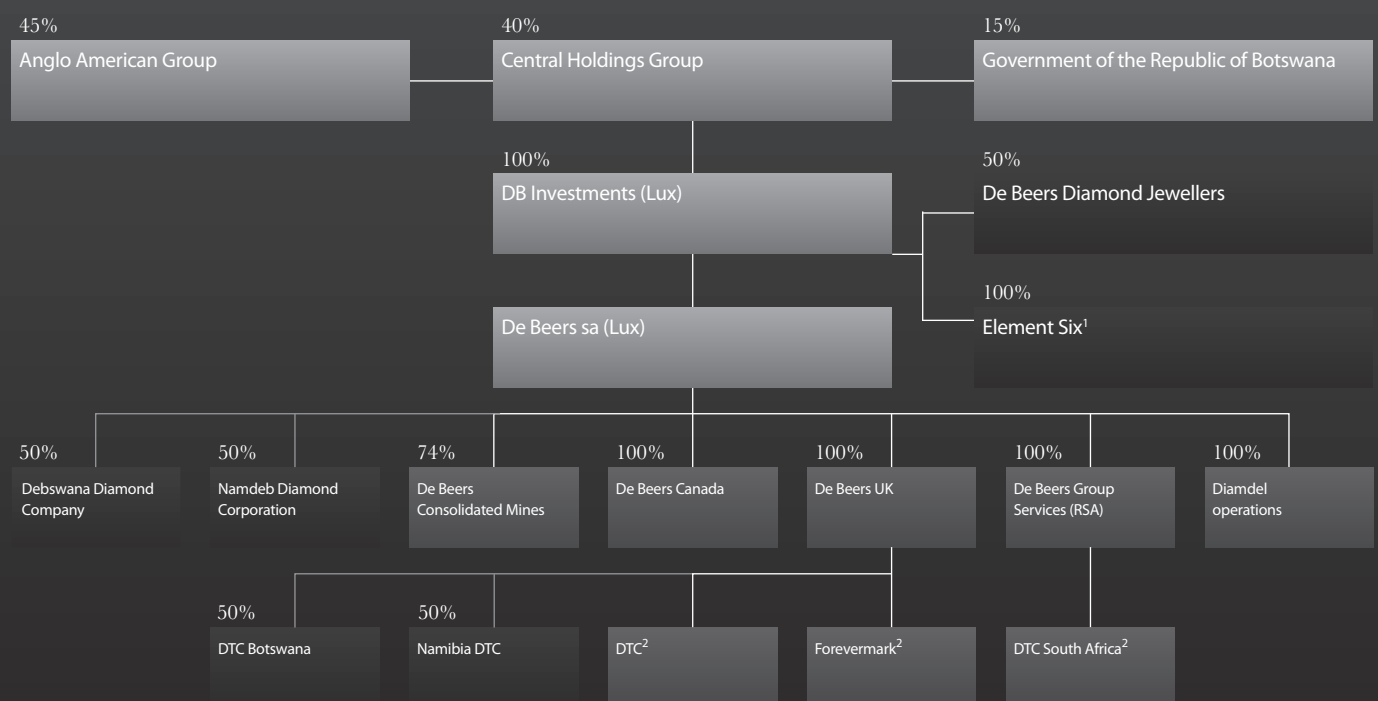 45%
Anglo American Group
40%
Central Holdings Group
15%
Government of the Republic of Botswana
100%
DB Investments (Lux)
50%
De Beers Diamond Jewellers
De Beers sa (Lux)
100%
Element Six¹
50%
Debswana Diamond
Company
50%
Namdeb Diamond
Corporation
74%
De Beers
Consolidated Mines
100%
De Beers Canada
100%
De Beers UK
100%
De Beers Group
Services (RSA)
100%
Diamdel
operations
50%
DTC Botswana
50%
Namibia DTC
DTC²
Forevermark²
DTC South Africa²